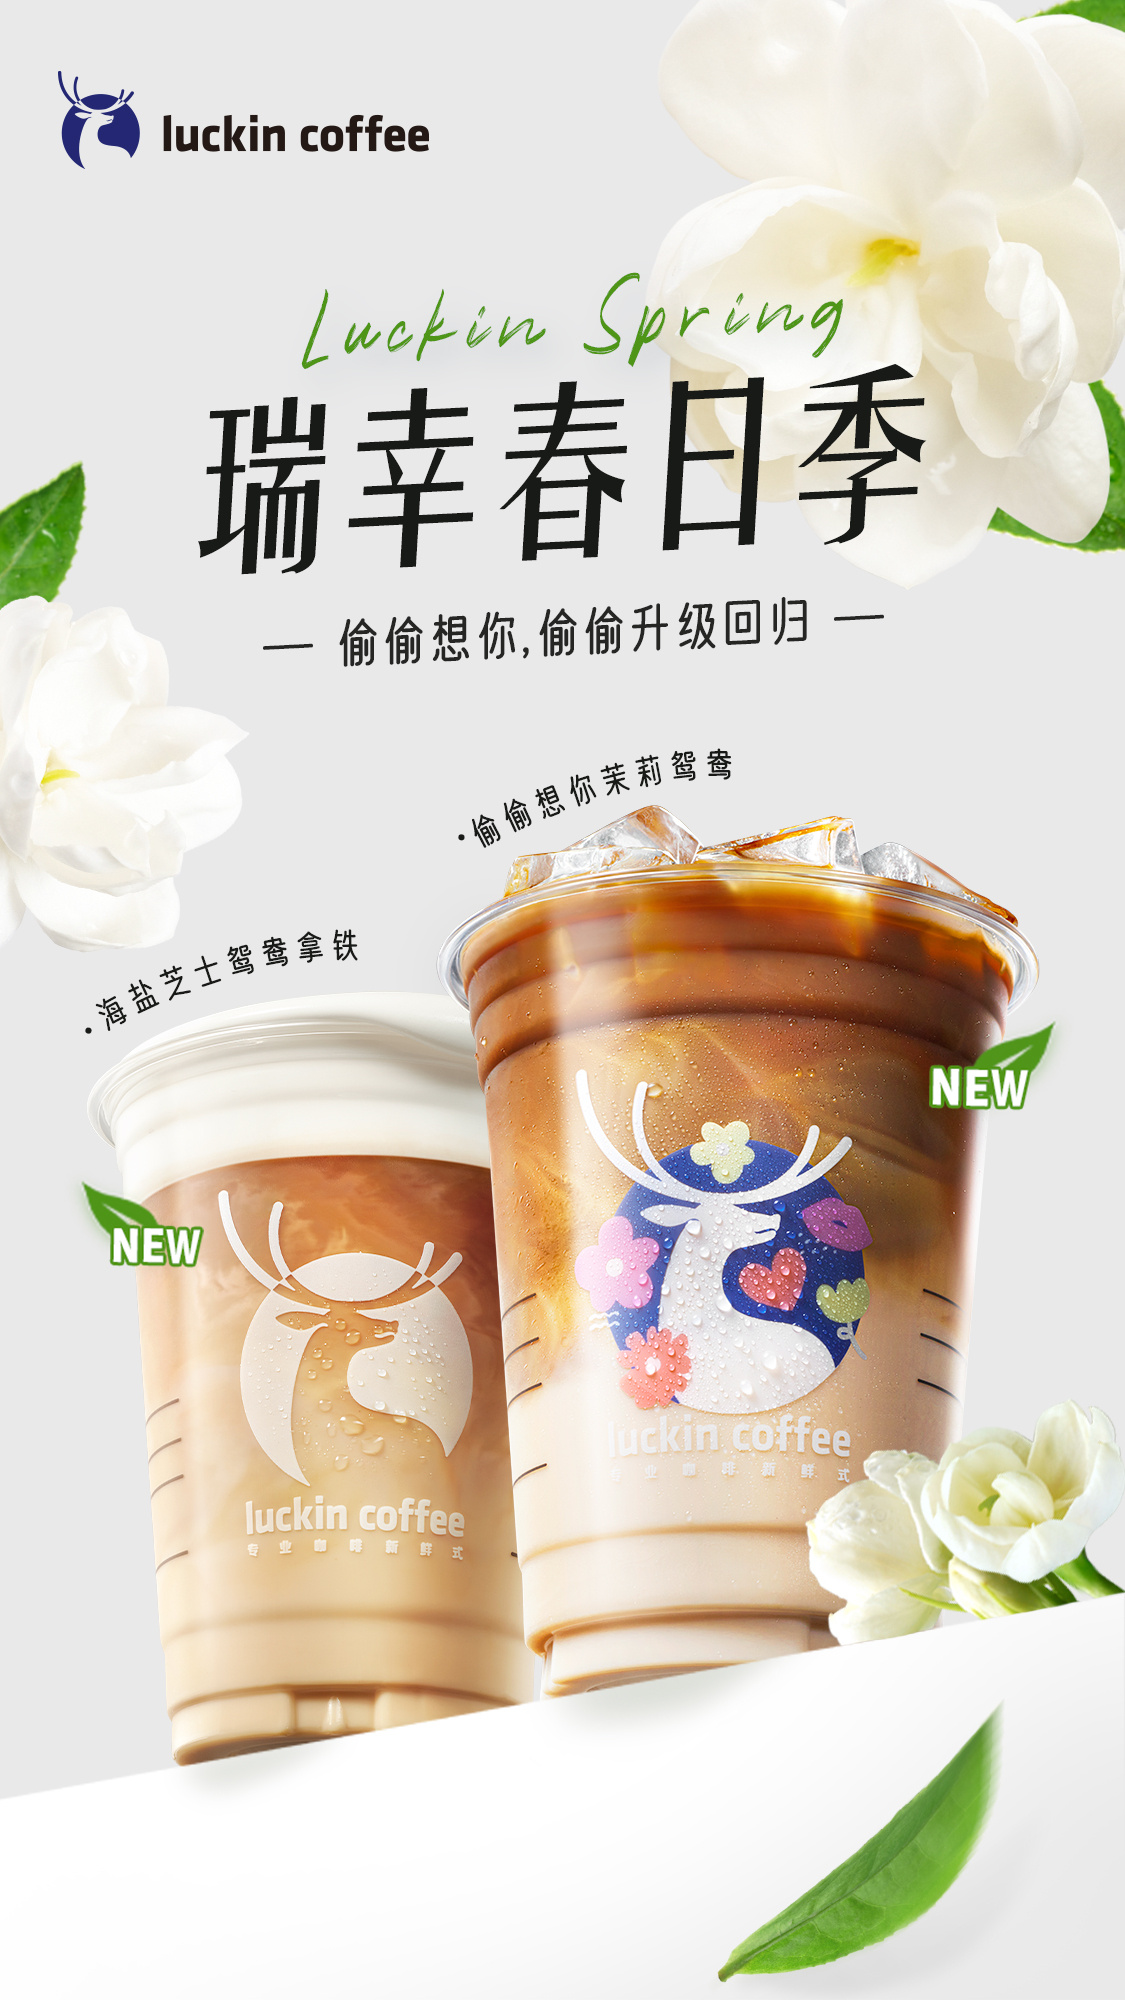 luckin coffee
Luckin Spring
瑞幸春日季
— 偷偷想你,偷偷升级回归 —
·偷偷想你茉莉鸳鸯
·海盐芝士鸳鸯拿铁
NEW
NEW
luckin coffee
专业咖啡新鲜式
luckin coffee
专业咖啡新鲜式